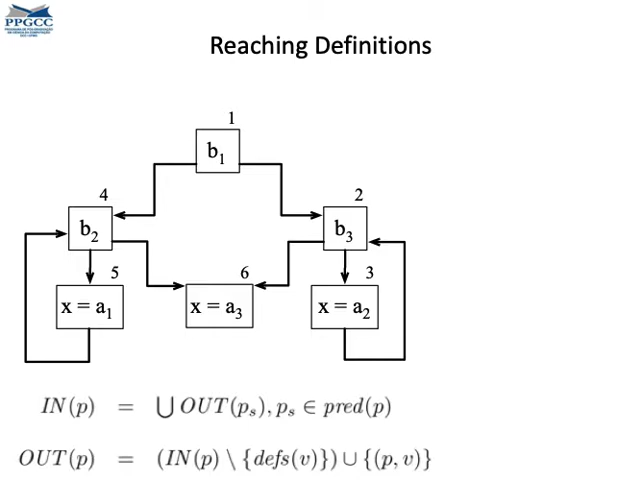 PPGCC
Reaching Definitions
1
b1
4
2
b2
b3
5
6
3
x = a1
x = a3
x = a2
IN(p) = ⋃ OUT(ps), ps ∈ pred(p)
OUT(p) = (IN(p) \ {defs(v)}) ∪ {(p, v)}